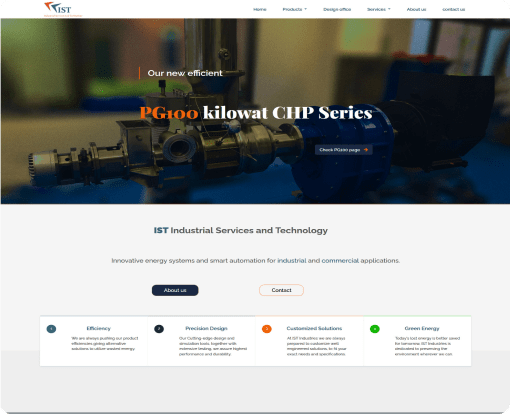 IST
Home Products Design office Services About us contact us
Our new efficient
PG100 kilowat CHP Series
Check PG100 page
IST Industrial Services and Technology
Innovative energy systems and smart automation for industrial and commercial applications.
About us Contact
1 Efficiency
We are always pushing our product
efficiencies giving alternative
solutions to utilize wasted energy
2 Precision Design
Our Cutting-edge design and
simulation tools, together with
extensive testing, we assure highest
performance and durability.
3 Customized Solutions
At IST Industries we are always
prepared to customize well
engineered solutions, to fit your
exact needs and specifications.
4 Green Energy
Today's lost energy is better saved
for tomorrow. IST Industries is
dedicated to preserving the
environment wherever we can.